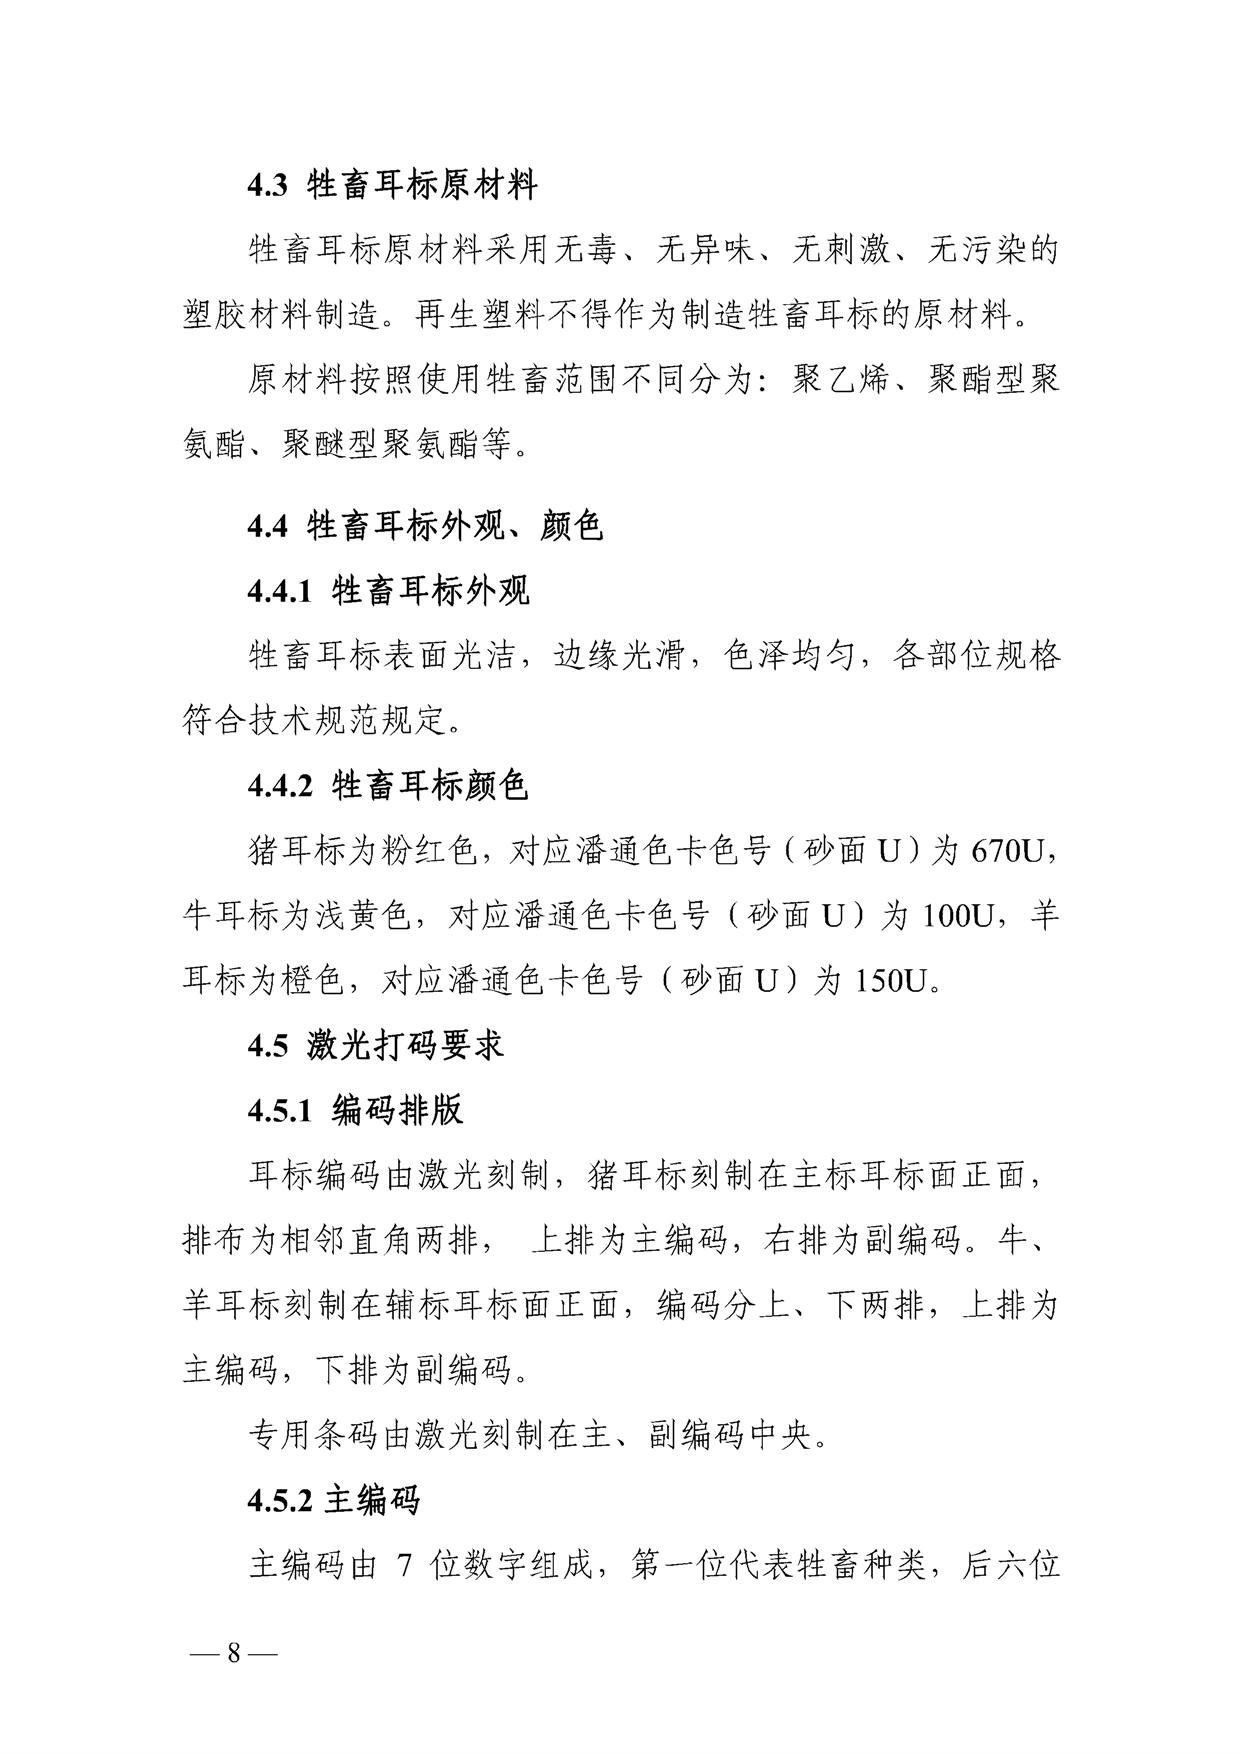 4.3 牲畜耳标原材料
牲畜耳标原材料采用无毒、无异味、无刺激、无污染的
塑胶材料制造。再生塑料不得作为制造牲畜耳标的原材料。
原材料按照使用牲畜范围不同分为：聚乙烯、聚酯型聚
氨酯、聚醚型聚氨酯等。
4.4 牲畜耳标外观、颜色
4.4.1 牲畜耳标外观
牲畜耳标表面光洁，边缘光滑，色泽均匀，各部位规格
符合技术规范规定。
4.4.2 牲畜耳标颜色
猪耳标为粉红色，对应潘通色卡色号（砂面 U）为 670U，
牛耳标为浅黄色，对应潘通色卡色号（砂面 U）为 100U，羊
耳标为橙色，对应潘通色卡色号（砂面 U）为 150U。
4.5 激光打码要求
4.5.1 编码排版
耳标编码由激光刻制，猪耳标刻制在主标耳标面正面，
排布为相邻直角两排， 上排为主编码，右排为副编码。牛、
羊耳标刻制在辅标耳标面正面，编码分上、下两排，上排为
主编码，下排为副编码。
专用条码由激光刻制在主、副编码中央。
4.5.2 主编码
主编码由 7 位数字组成，第一位代表牲畜种类，后六位
— 8 —